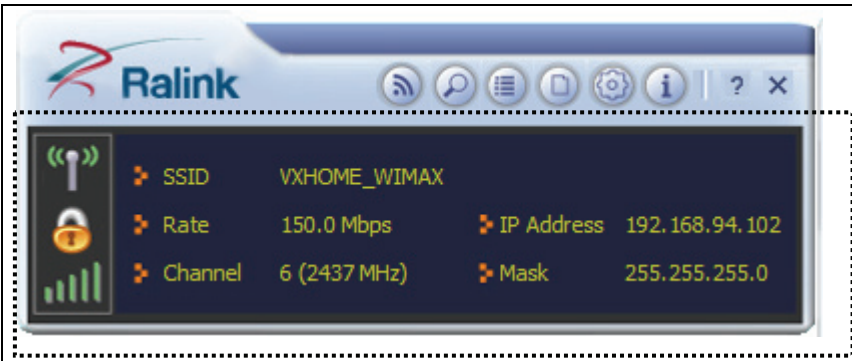 Ralink
? ×
SSID VXHOME_WIMAX
Rate 150.0 Mbps IP Address 192.168.94.102
Channel 6 (2437 MHz) Mask 255.255.255.0